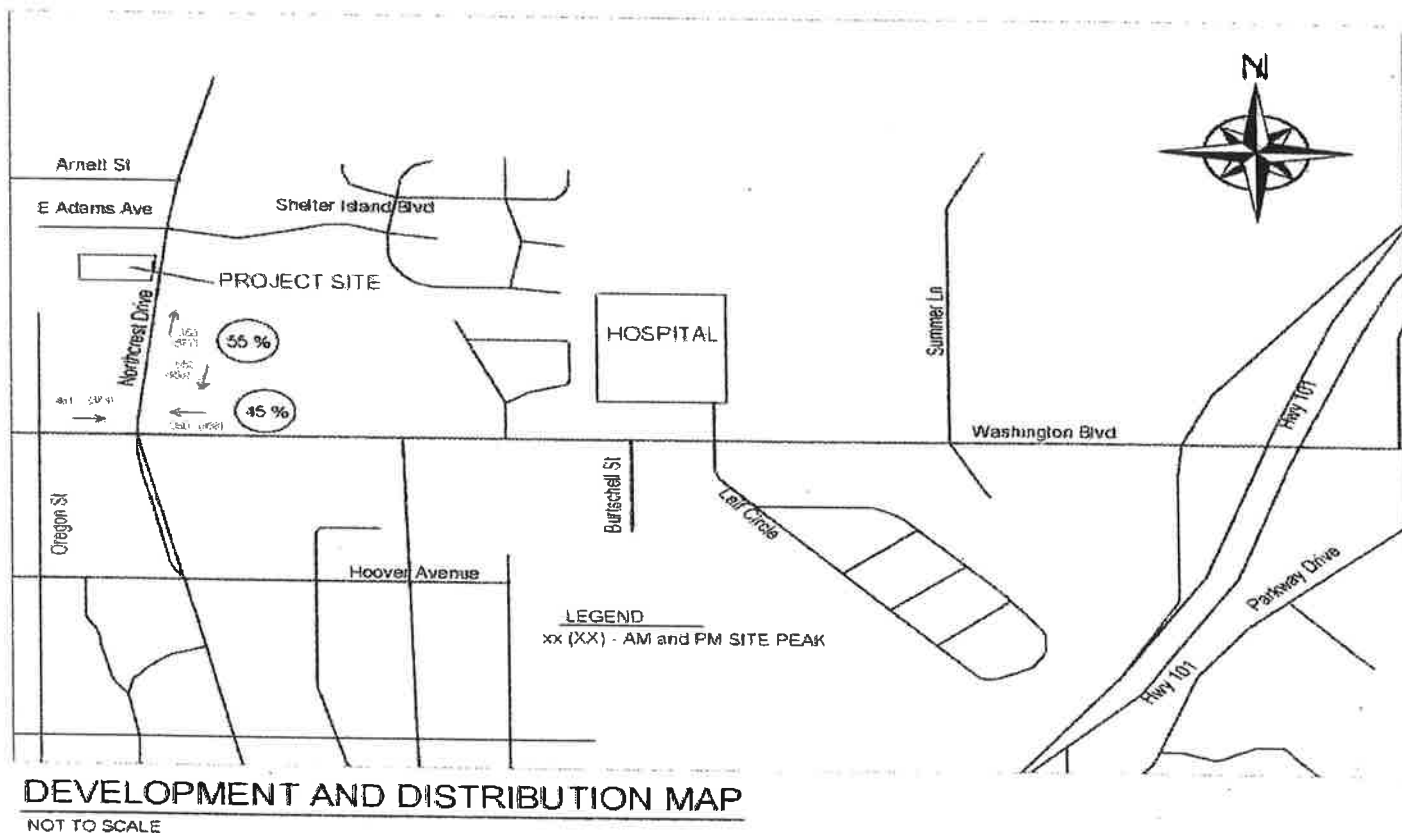 N
Arnett St
E Adams Ave
Shelter Island Blvd
PROJECT SITE
Northcrest Drive
55 %
HOSPITAL
Summer Ln
Hwy 101
45 %
Washington Blvd
Oregon St
Burtschell St
Leif Circle
Hoover Avenue
Parkway Drive
LEGEND
xx (XX) - AM and PM SITE PEAK
Hwy 101
DEVELOPMENT AND DISTRIBUTION MAP
NOT TO SCALE